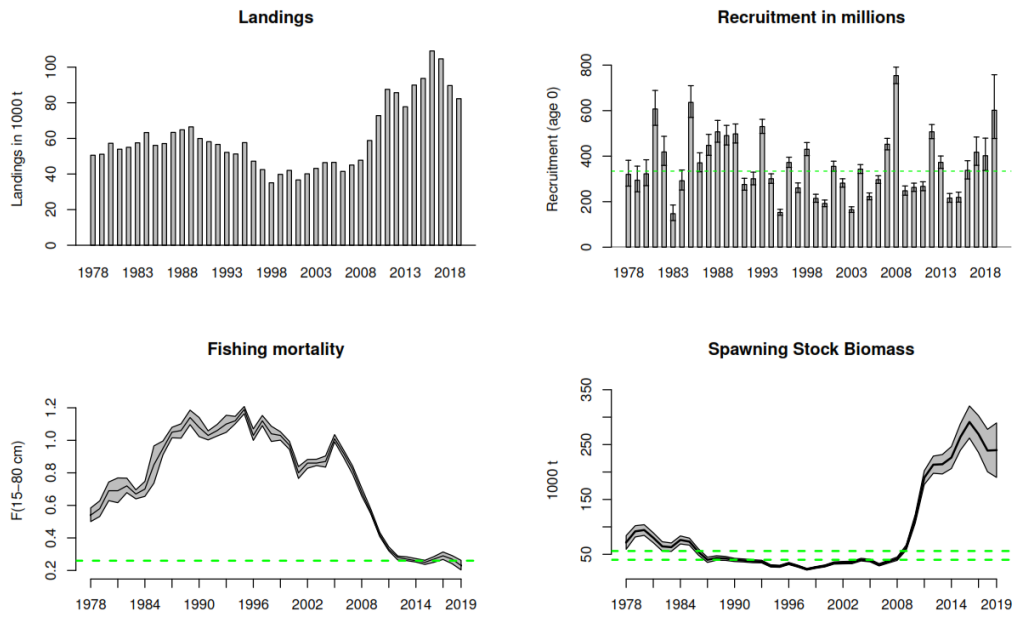 Landings
Landings in 1000 t
0 20 40 60 80 100
1978 1983 1988 1993 1998 2003 2008 2013 2018
Recruitment in millions
Recruitment (age 0)
0 200 400 600 800
1978 1983 1988 1993 1998 2003 2008 2013 2018
Fishing mortality
F(15–80 cm)
0.2 0.4 0.6 0.8 1.0 1.2
1978 1984 1990 1996 2002 2008 2014 2019
Spawning Stock Biomass
1000 t
50 150 250 350
1978 1984 1990 1996 2002 2008 2014 2019